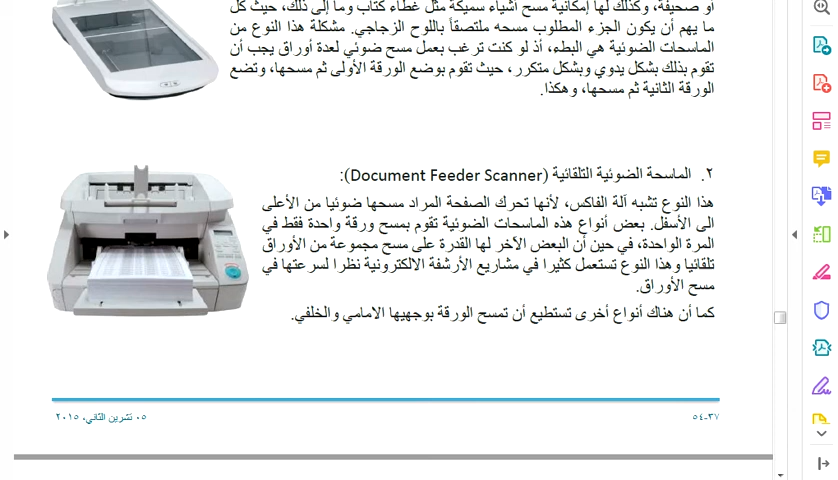 أو صحيفة، وكذلك لها إمكانية مسح أشياء سميكة مثل غطاء كتاب وما إلى ذلك، حيث كل
ما يهم أن يكون الجزء المطلوب مسحه ملتصقاً باللوح الزجاجي. مشكلة هذا النوع من
الماسحات الضوئية هي البطء، أذ لو كنت ترغب بعمل مسح ضوئي لعدة أوراق يجب أن
تقوم بذلك بشكل يدوي وبشكل متكرر، حيث تقوم بوضع الورقة الأولى ثم مسحها، وتضع
الورقة الثانية ثم مسحها، وهكذا.
٢. الماسحة الضوئية التلقائية (Document Feeder Scanner):
هذا النوع تشبه آلة الفاكس، لأنها تحرك الصفحة المراد مسحها ضوئيا من الأعلى
الى الأسفل. بعض أنواع هذه الماسحات الضوئية تقوم بمسح ورقة واحدة فقط في
المرة الواحدة، في حين أن البعض الآخر لها القدرة على مسح مجموعة من الأوراق
تلقائيا وهذا النوع تستعمل كثيرا في مشاريع الأرشفة الالكترونية نظرا لسرعتها في
مسح الأوراق.
كما أن هناك أنواع أخرى تستطيع أن تمسح الورقة بوجهيها الامامي والخلفي.
٥٤-٣٧
٠٥ تشرين الثاني، ٢٠١٥